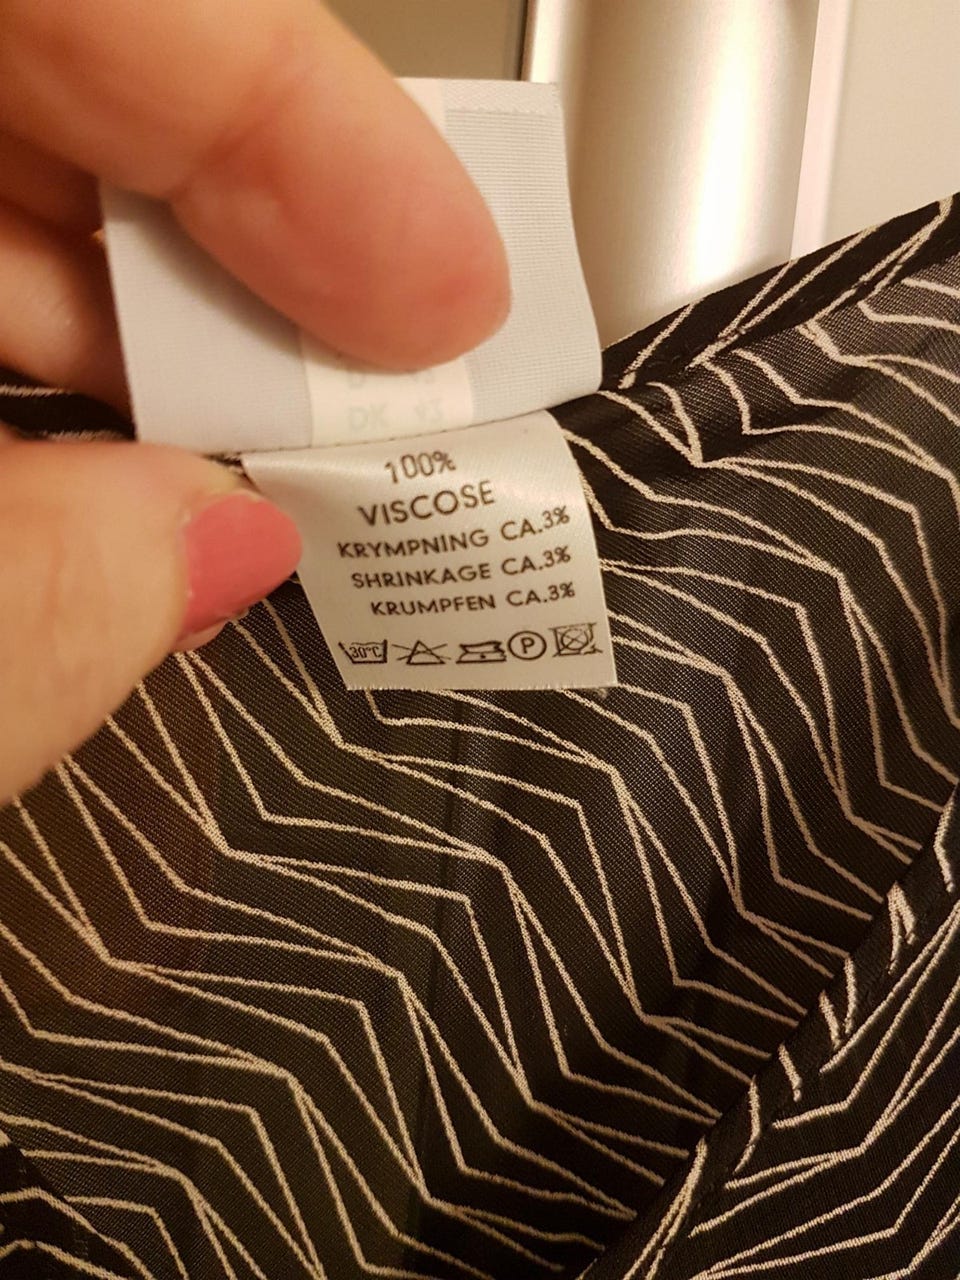 100%
VISCOSE
KRYMPNING CA.3%
SHRINKAGE CA.3%
KRUMPFEN CA.3%
30°C P